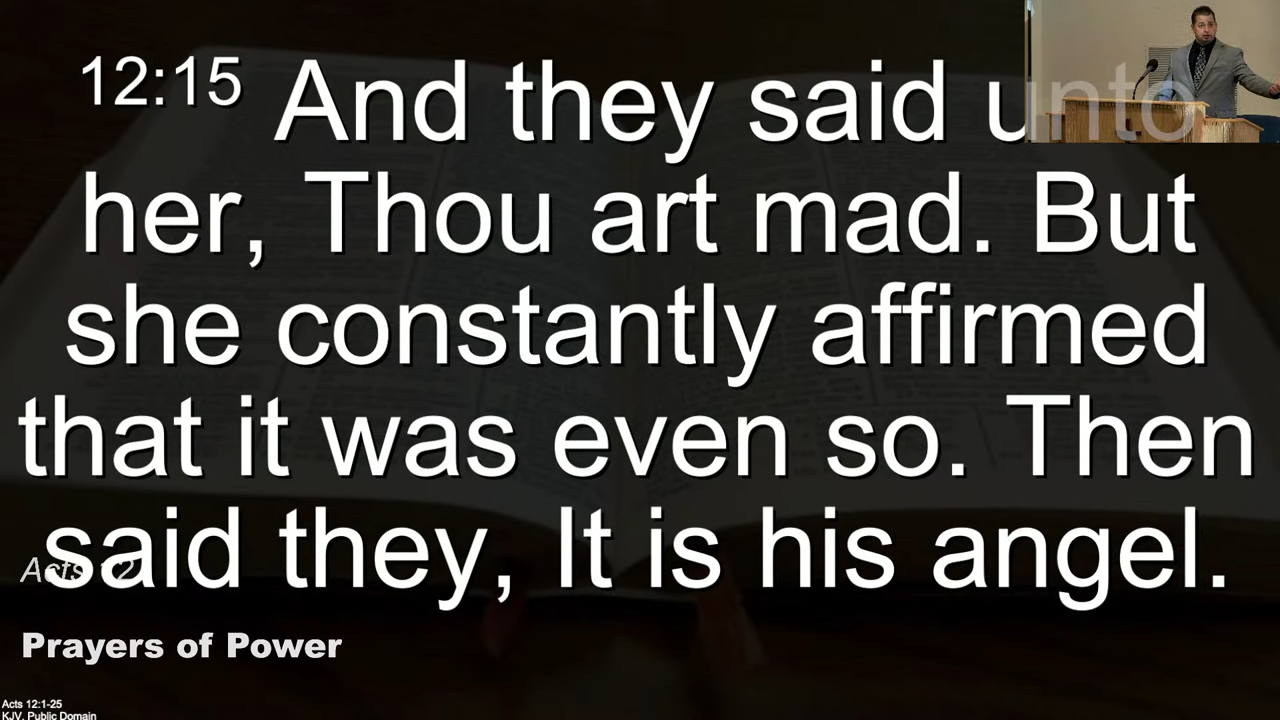 12:15 And they said unto
her, Thou art mad. But
she constantly affirmed
that it was even so. Then
said they, It is his angel.
Acts 12
Prayers of Power
Acts 12:1-25
KJV, Public Domain